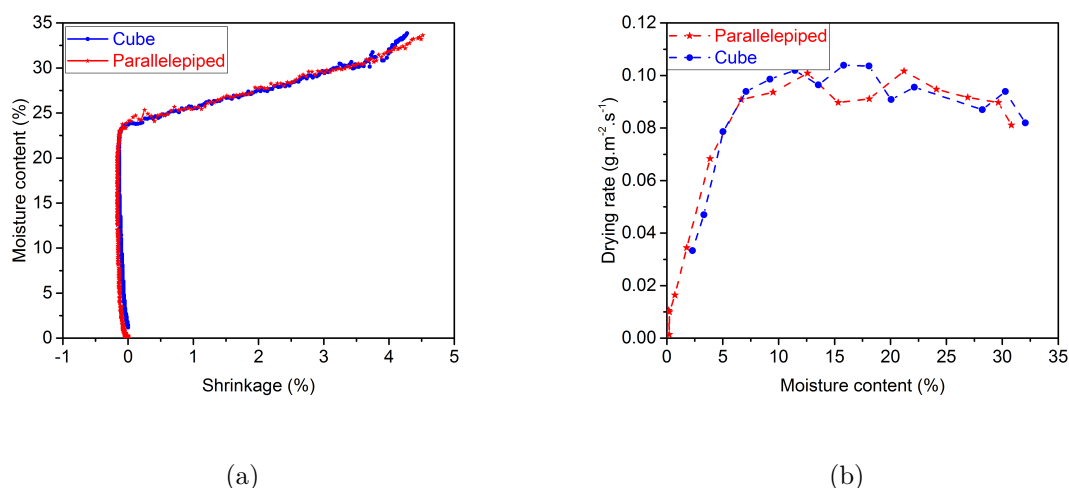 35
30
25
20
15
10
5
0
Moisture content (%)
Cube
Parallelepiped
-1 0 1 2 3 4 5
Shrinkage (%)
(a)
0.12
0.10
0.08
0.06
0.04
0.02
0.00
Drying rate (g.m⁻².s⁻¹)
Parallelepiped
Cube
0 5 10 15 20 25 30 35
Moisture content (%)
(b)